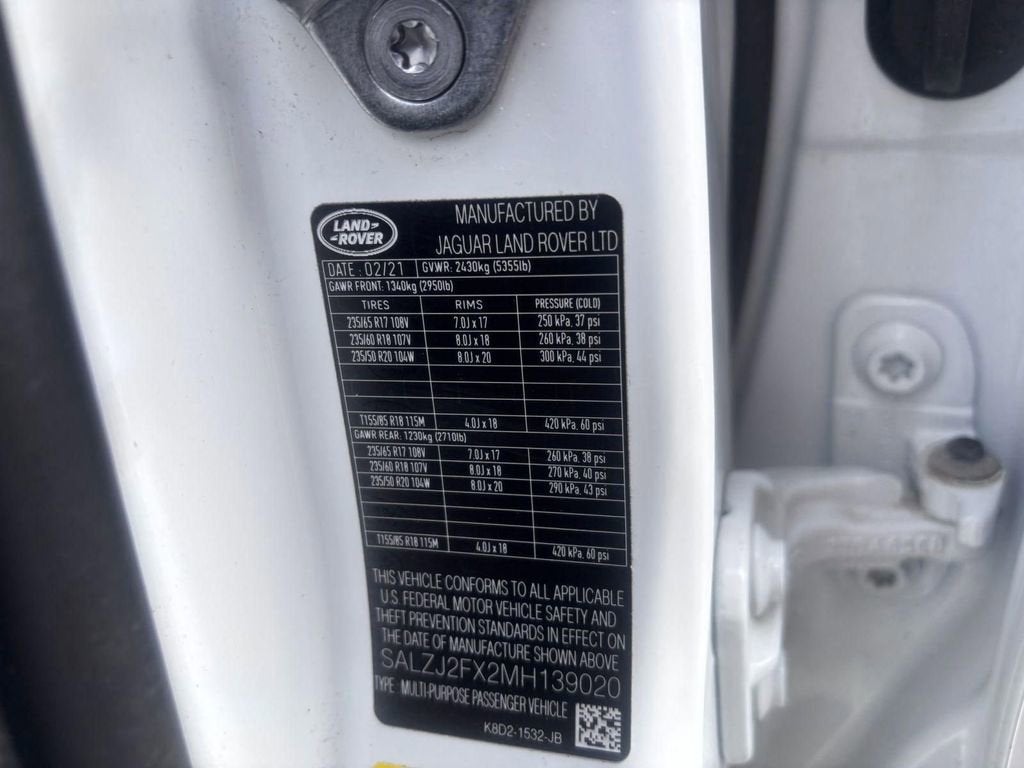 LAND ROVER
MANUFACTURED BY
JAGUAR LAND ROVER LTD
DATE : 02/21 GVWR: 2430kg (5355lb)
GAWR FRONT: 1340kg (2950lb)
TIRES RIMS PRESSURE (COLD)
235/65 R17 108V 7.0J x 17 250 kPa, 37 psi
235/60 R18 107V 8.0J x 18 260 kPa, 38 psi
235/50 R20 104W 8.0J x 20 300 kPa, 44 psi
T155/85 R18 115M 4.0J x 18 420 kPa, 60 psi
GAWR REAR: 1230kg (2710lb)
235/65 R17 108V 7.0J x 17 260 kPa, 38 psi
235/60 R18 107V 8.0J x 18 270 kPa, 40 psi
235/50 R20 104W 8.0J x 20 290 kPa, 43 psi
T155/85 R18 115M 4.0J x 18 420 kPa, 60 psi
THIS VEHICLE CONFORMS TO ALL APPLICABLE
U.S. FEDERAL MOTOR VEHICLE SAFETY AND
THEFT PREVENTION STANDARDS IN EFFECT ON
THE DATE OF MANUFACTURE SHOWN ABOVE
SALZJ2FX2MH139020
TYPE: MULTI-PURPOSE PASSENGER VEHICLE
K8D2-1532-JB